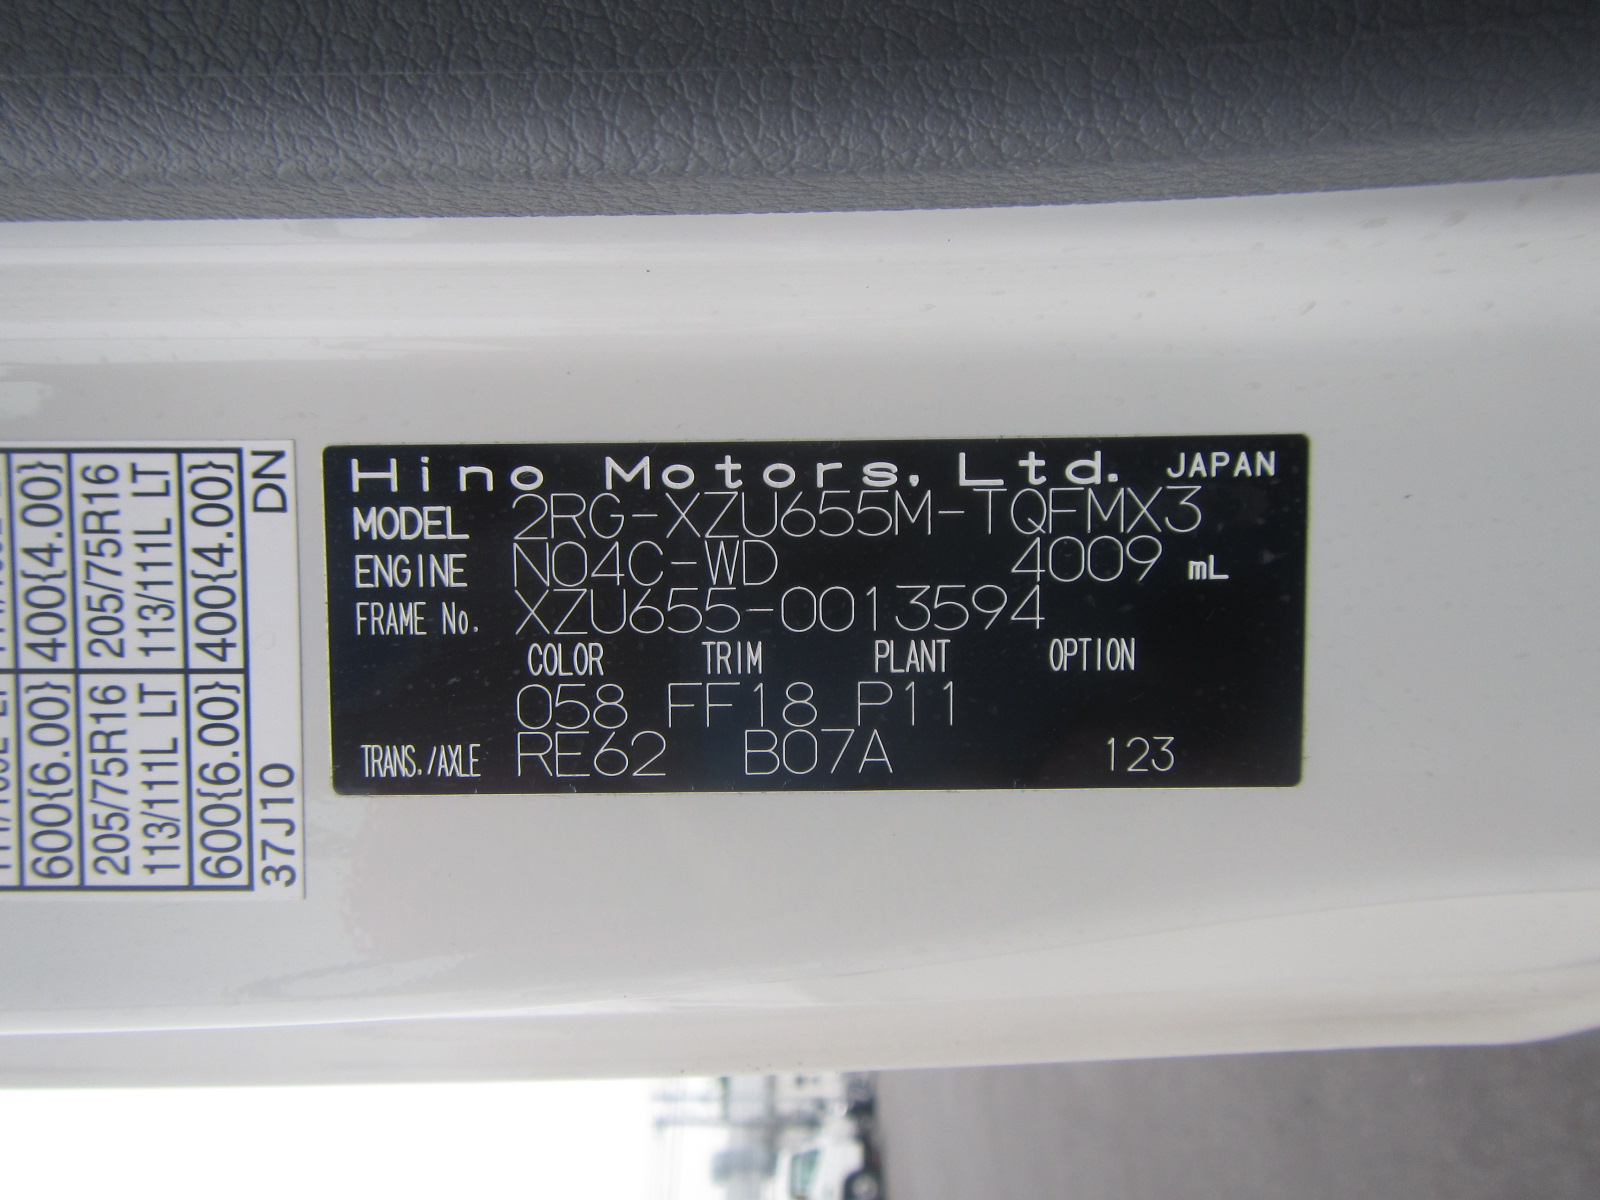 Hino Motors, Ltd. JAPAN
MODEL 2RG-XZU655M-TQFMX3
ENGINE N04C-WD 4009 mL
FRAME No. XZU655-0013594
COLOR TRIM PLANT OPTION
058 FF18 P11
TRANS./AXLE RE62 B07A 123
600{6.00} 400{4.00}
205/75R16 205/75R16
113/111L LT 113/111L LT
600{6.00} 400{4.00}
37J10 DN